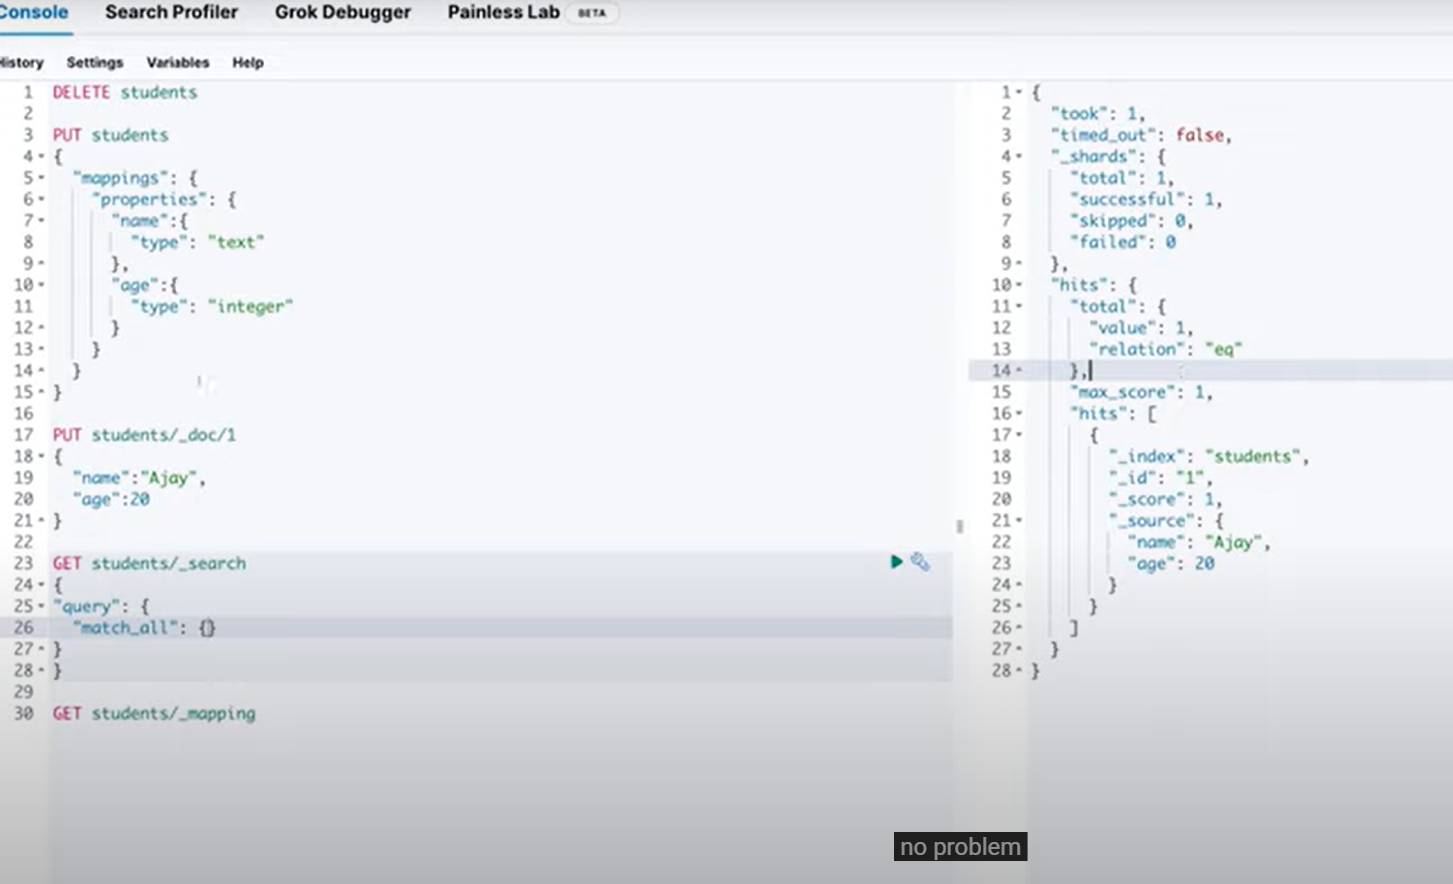 Console Search Profiler Grok Debugger Painless Lab BETA
History Settings Variables Help
1 DELETE students
2
3 PUT students
4 {
5 "mappings": {
6 "properties": {
7 "name":{
8 "type": "text"
9 },
10 "age":{
11 "type": "integer"
12 }
13 }
14 }
15 }
16
17 PUT students/_doc/1
18 {
19 "name":"Ajay",
20 "age":20
21 }
22
23 GET students/_search
24 {
25 "query": {
26 "match_all": {}
27 }
28 }
29
30 GET students/_mapping
1 {
2 "took": 1,
3 "timed_out": false,
4 "_shards": {
5 "total": 1,
6 "successful": 1,
7 "skipped": 0,
8 "failed": 0
9 },
10 "hits": {
11 "total": {
12 "value": 1,
13 "relation": "eq"
14 },
15 "max_score": 1,
16 "hits": [
17 {
18 "_index": "students",
19 "_id": "1",
20 "_score": 1,
21 "_source": {
22 "name": "Ajay",
23 "age": 20
24 }
25 }
26 ]
27 }
28 }
no problem